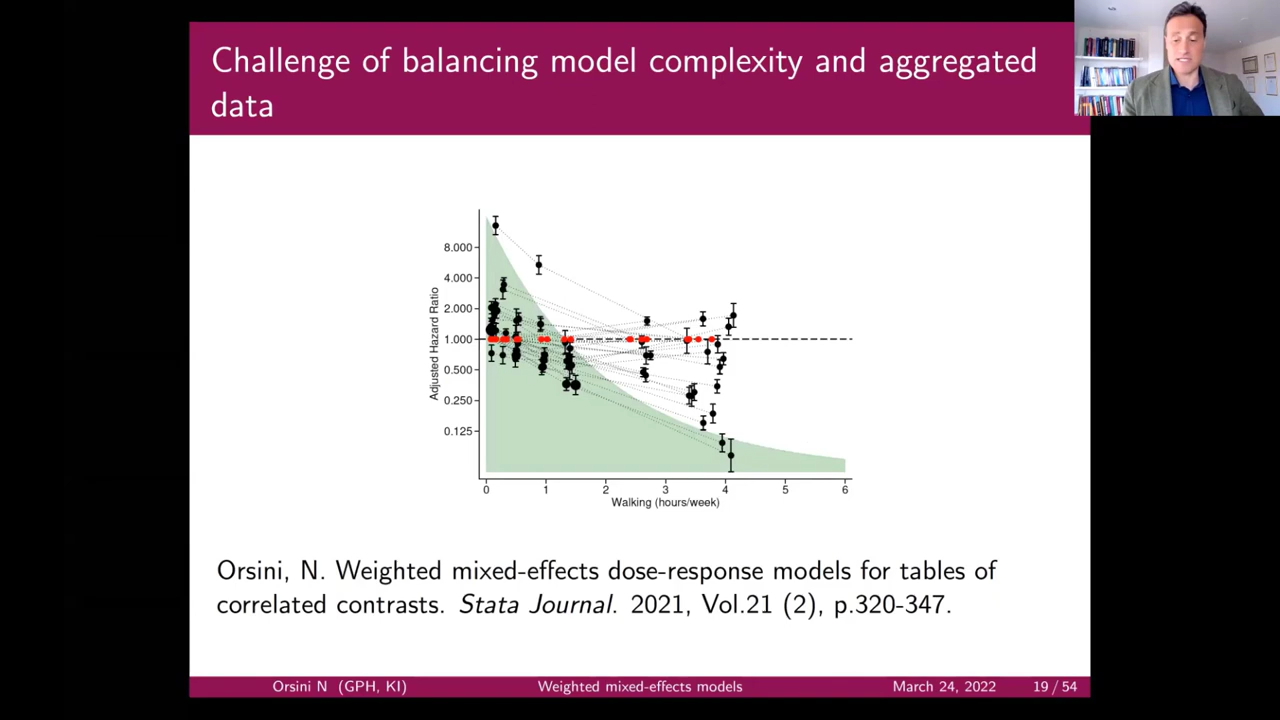 Challenge of balancing model complexity and aggregated
data
Adjusted Hazard Ratio
8.000
4.000
2.000
1.000
0.500
0.250
0.125
0 1 2 3 4 5 6
Walking (hours/week)
Orsini, N. Weighted mixed-effects dose-response models for tables of
correlated contrasts. Stata Journal. 2021, Vol.21 (2), p.320-347.
Orsini N (GPH, KI) Weighted mixed-effects models March 24, 2022 19 / 54